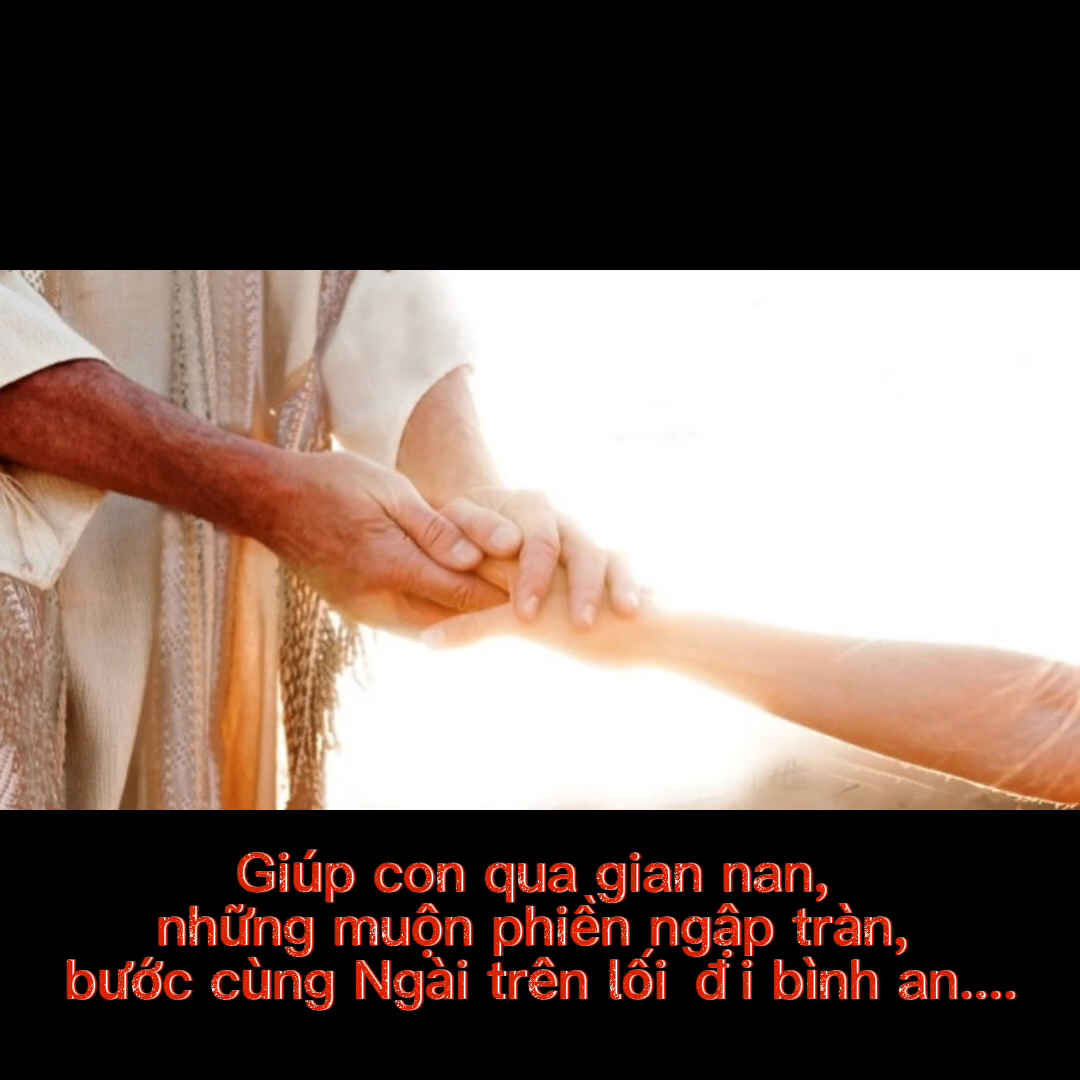 Giúp con qua gian nan,
những muộn phiền ngập tràn,
bước cùng Ngài trên lối đi bình an....